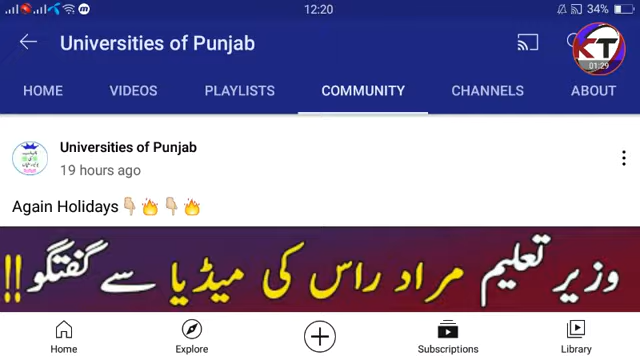 12:20
34%
Universities of Punjab
KT
01:29
HOME VIDEOS PLAYLISTS COMMUNITY CHANNELS ABOUT
Universities of Punjab
19 hours ago
Again Holidays👇🏻🔥👇🏻🔥
وزیر تعلیم مراد راس کی میڈیا سے گفتگو!!
Home Explore Subscriptions Library